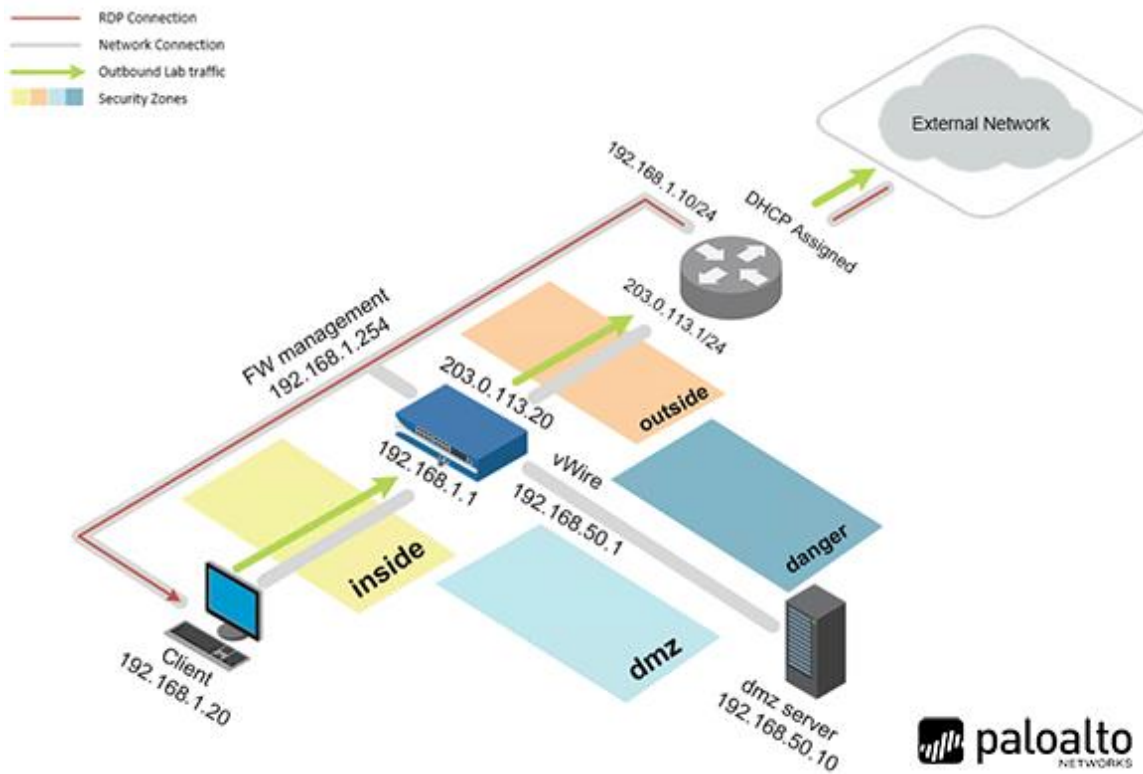 RDP Connection
Network Connection
Outbound Lab traffic
Security Zones
External Network
192.168.1.10/24
DHCP Assigned
203.0.113.1/24
FW management
192.168.1.254
203.0.113.20
outside
192.168.1.1
vWire
192.168.50.1
danger
inside
dmz
Client
192.168.1.20
dmz server
192.168.50.10
paloalto
NETWORKS